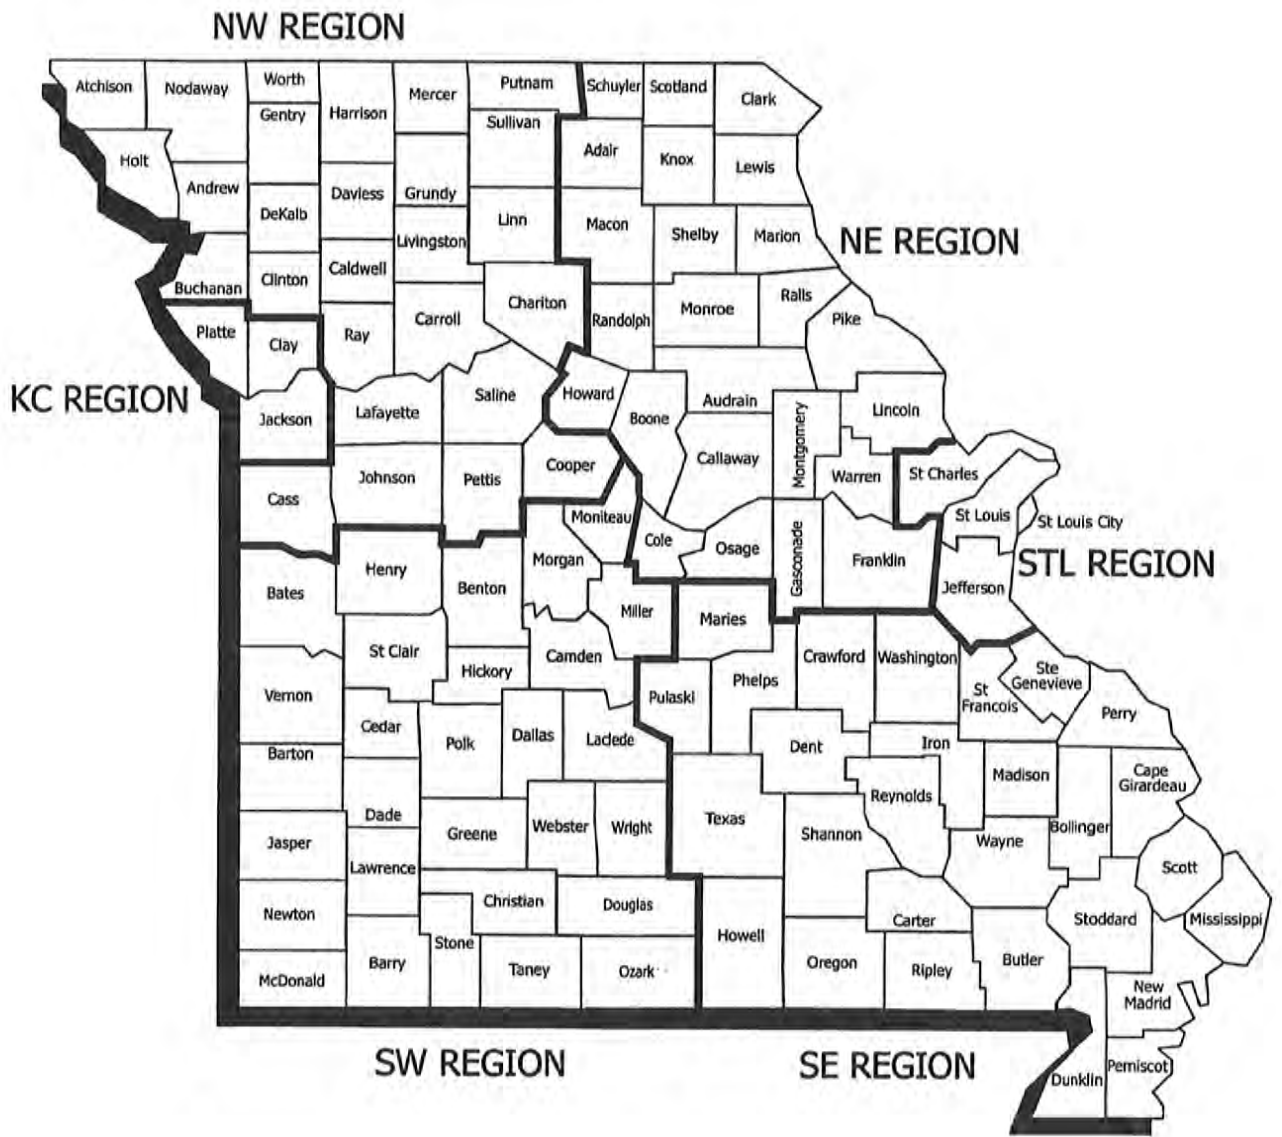 NW REGION
Atchison
Nodaway
Worth
Gentry
Harrison
Mercer
Putnam
Sullivan
Schuyler
Scotland
Clark
Holt
Andrew
DeKalb
Daviess
Grundy
Linn
Adair
Knox
Lewis
Macon
Shelby
Marion
NE REGION
Livingston
Buchanan
Clinton
Caldwell
Carroll
Chariton
Randolph
Monroe
Ralls
Pike
Platte
Clay
Ray
KC REGION
Jackson
Lafayette
Saline
Howard
Boone
Audrain
Callaway
Montgomery
Lincoln
Warren
St Charles
St Louis
St Louis City
STL REGION
Cass
Johnson
Pettis
Cooper
Moniteau
Cole
Osage
Gasconade
Franklin
Jefferson
Bates
Henry
Benton
Morgan
Miller
Maries
Crawford
Washington
Ste
Genevieve
St
Francois
Perry
Vernon
St Clair
Hickory
Camden
Pulaski
Phelps
Barton
Cedar
Polk
Dallas
Laclede
Dent
Iron
Madison
Cape
Girardeau
Dade
Greene
Webster
Wright
Texas
Shannon
Reynolds
Wayne
Bollinger
Scott
Jasper
Lawrence
Newton
Christian
Douglas
Howell
Carter
Stoddard
Mississippi
McDonald
Barry
Stone
Taney
Ozark
Oregon
Ripley
Butler
New
Madrid
SW REGION
SE REGION
Dunklin
Pemiscot